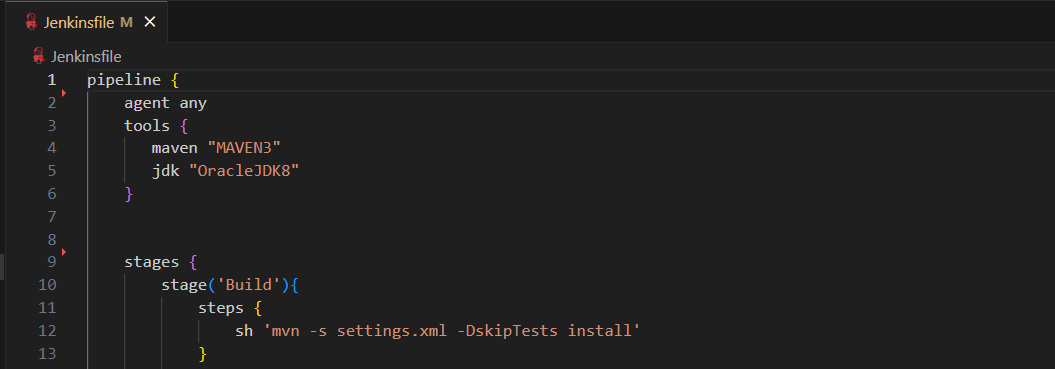 Jenkinsfile M ×
Jenkinsfile
1 pipeline {
2     agent any
3     tools {
4        maven "MAVEN3"
5        jdk "OracleJDK8"
6     }
7
8
9     stages {
10         stage('Build'){
11             steps {
12                 sh 'mvn -s settings.xml -DskipTests install'
13             }